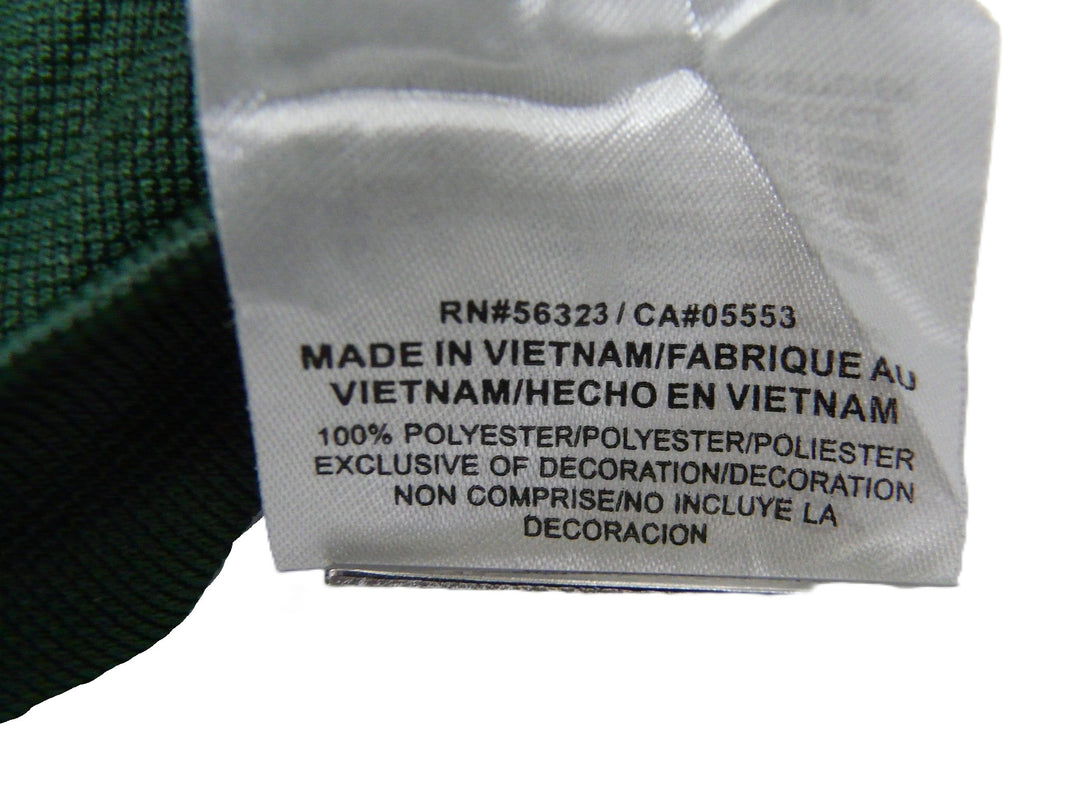 RN#56323 / CA#05553
MADE IN VIETNAM/FABRIQUE AU
VIETNAM/HECHO EN VIETNAM
100% POLYESTER/POLYESTER/POLIESTER
EXCLUSIVE OF DECORATION/DECORATION
NON COMPRISE/NO INCLUYE LA
DECORACION